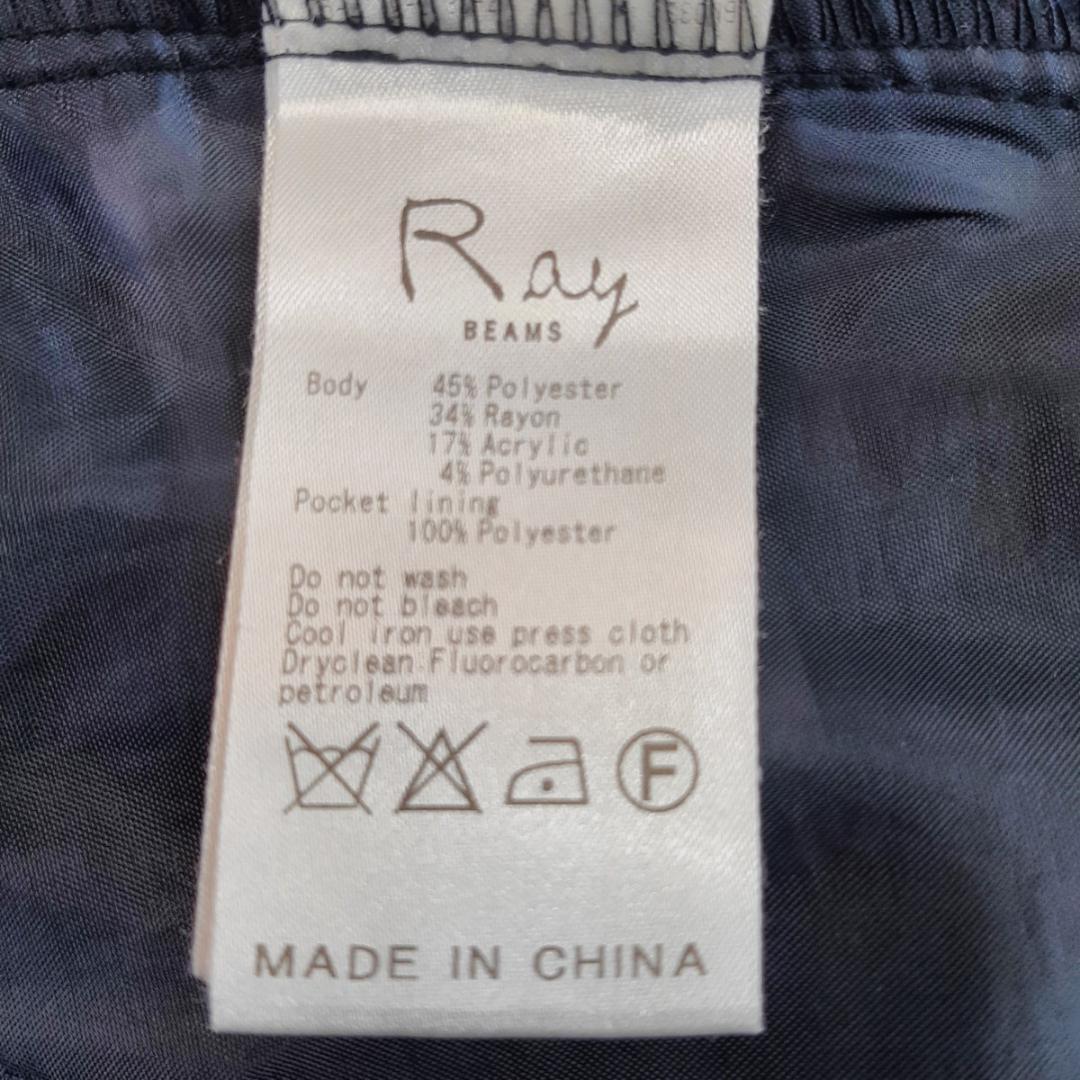 Ray
BEAMS
Body 45% Polyester
34% Rayon
17% Acrylic
4% Polyurethane
Pocket lining
100% Polyester
Do not wash
Do not bleach
Cool iron use press cloth
Dryclean Fluorocarbon or
petroleum
F
MADE IN CHINA